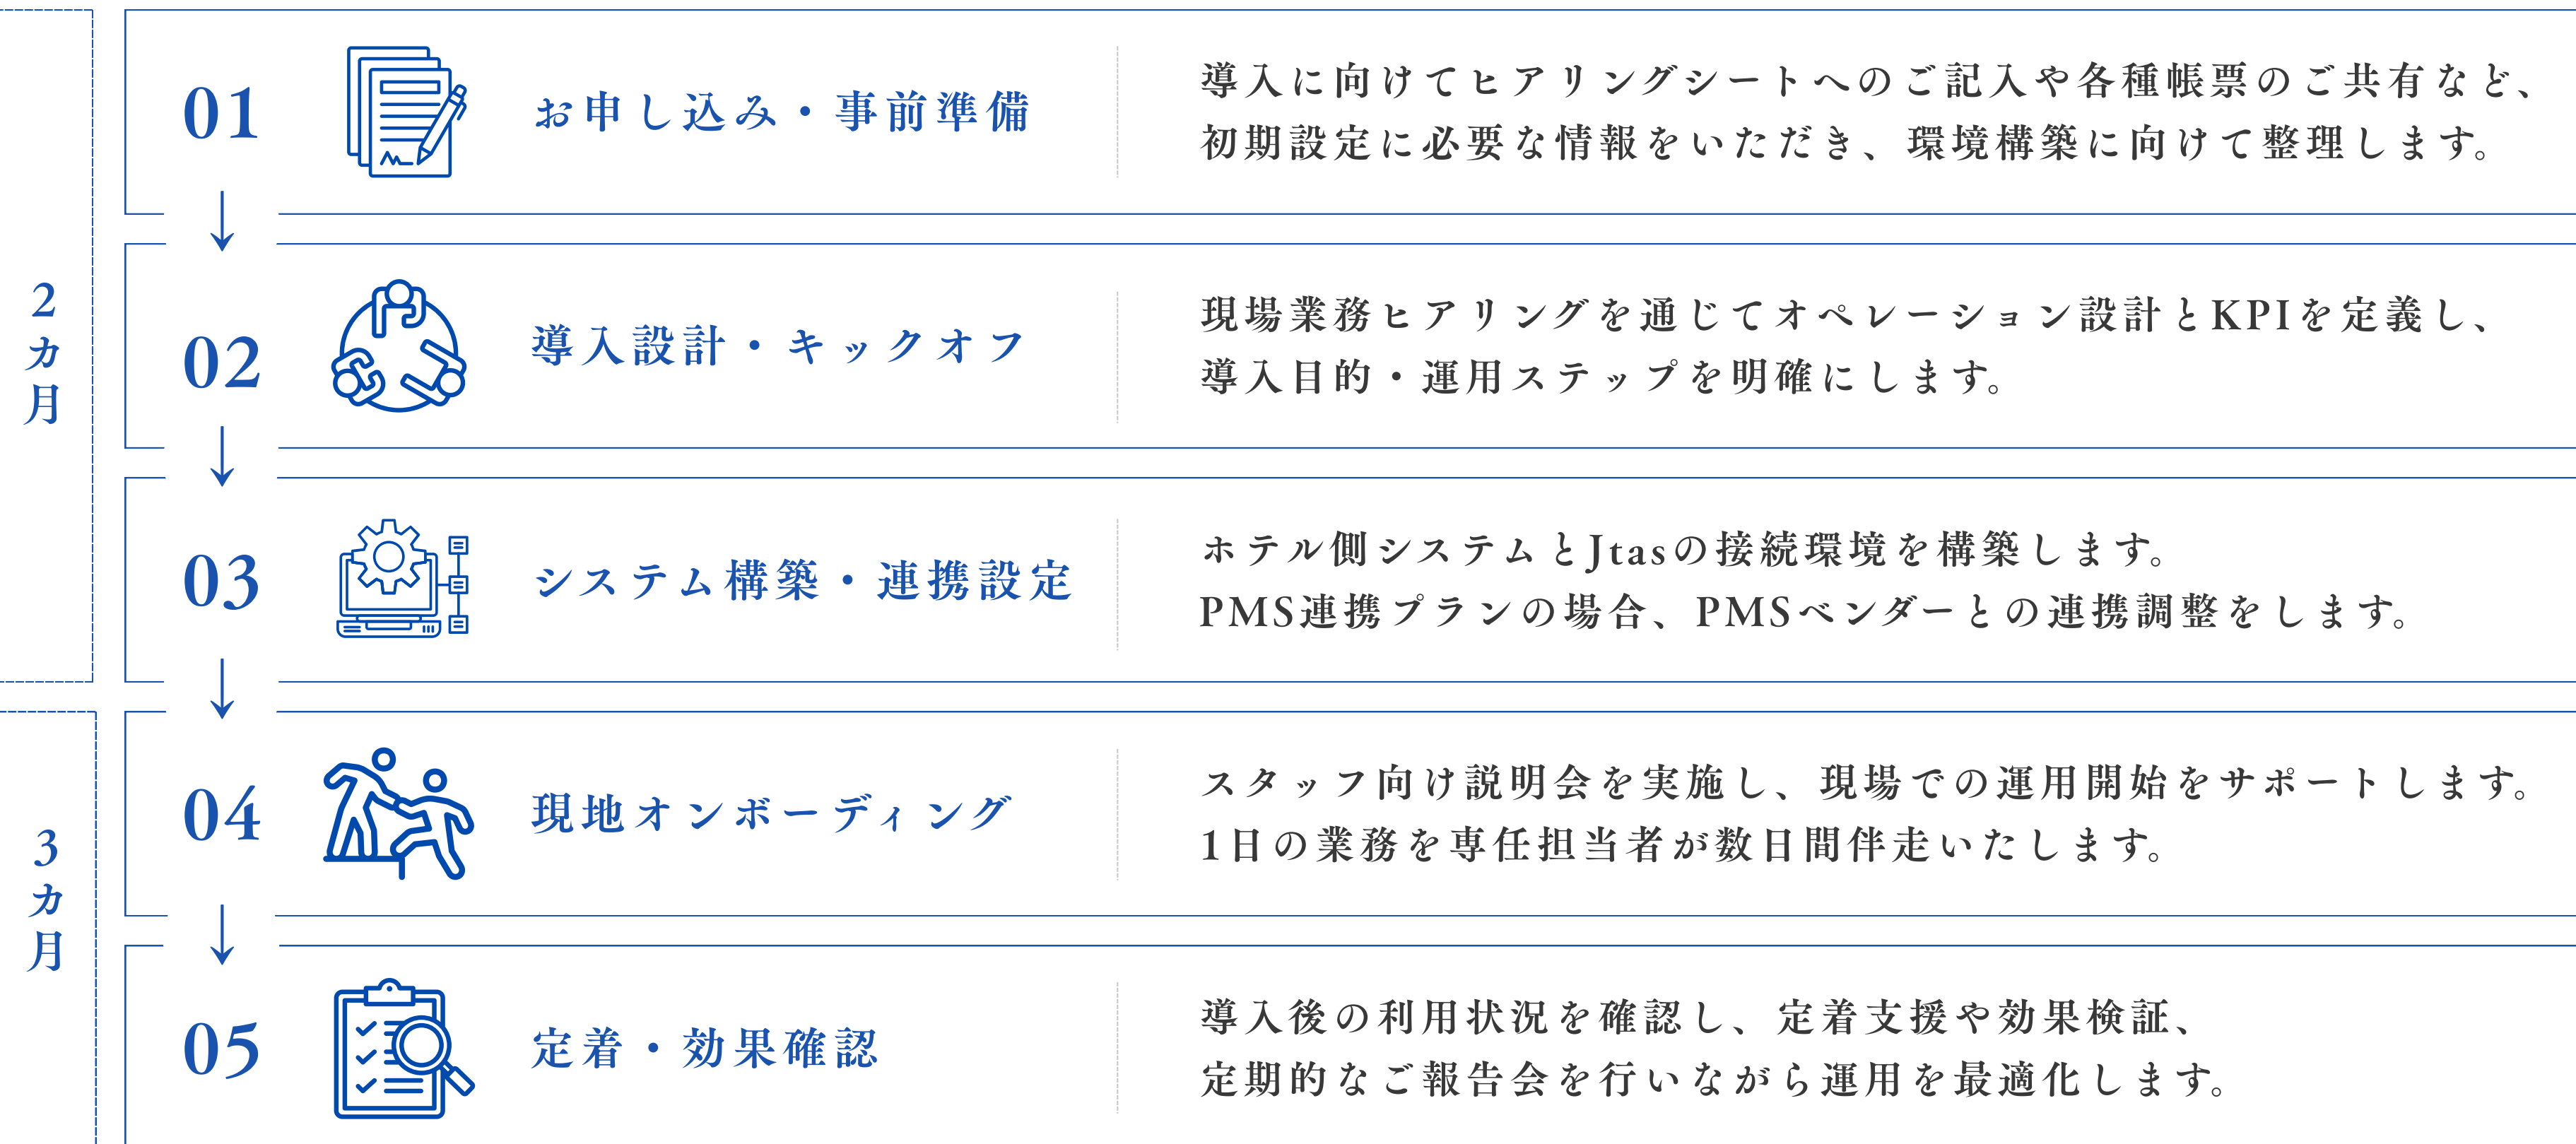 2カ月
01
お申し込み・事前準備
導入に向けてヒアリングシートへのご記入や各種帳票のご共有など、
初期設定に必要な情報をいただき、環境構築に向けて整理します。
02
導入設計・キックオフ
現場業務ヒアリングを通じてオペレーション設計とKPIを定義し、
導入目的・運用ステップを明確にします。
03
システム構築・連携設定
ホテル側システムとJtasの接続環境を構築します。
PMS連携プランの場合、PMSベンダーとの連携調整をします。
3カ月
04
現地オンボーディング
スタッフ向け説明会を実施し、現場での運用開始をサポートします。
1日の業務を専任担当者が数日間伴走いたします。
05
定着・効果確認
導入後の利用状況を確認し、定着支援や効果検証、
定期的なご報告会を行いながら運用を最適化します。